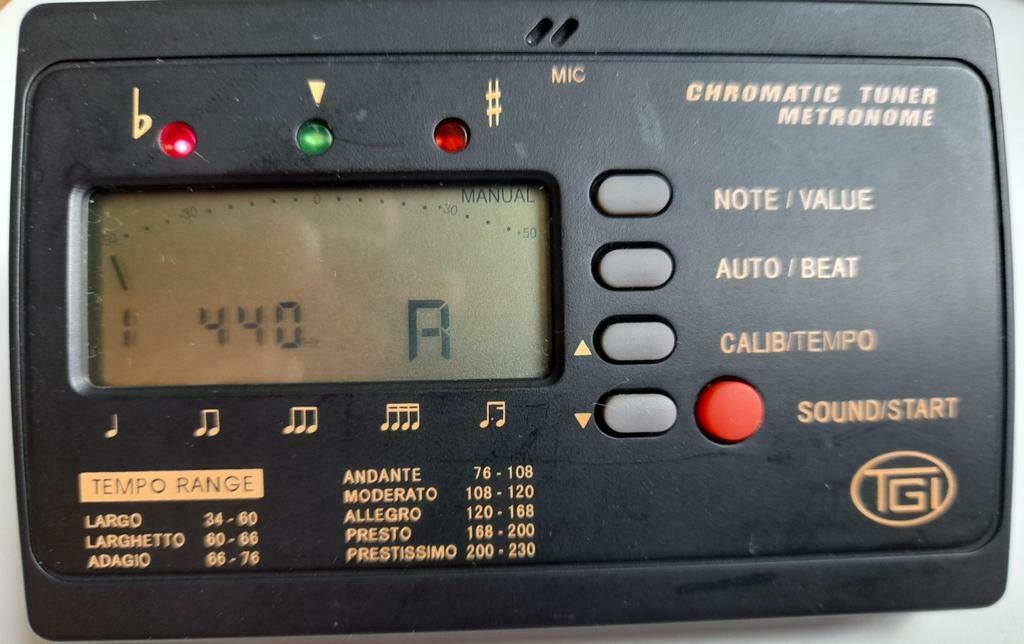 MIC
CHROMATIC TUNER
METRONOME
♭ ♯
MANUAL
-30 0 +30
+50
1 440 Hz A
NOTE / VALUE
AUTO / BEAT
CALIB/TEMPO
SOUND/START
TEMPO RANGE
LARGO 34 - 60
LARGHETTO 60 - 66
ADAGIO 66 - 76
ANDANTE 76 - 108
MODERATO 108 - 120
ALLEGRO 120 - 168
PRESTO 168 - 200
PRESTISSIMO 200 - 230
TGI